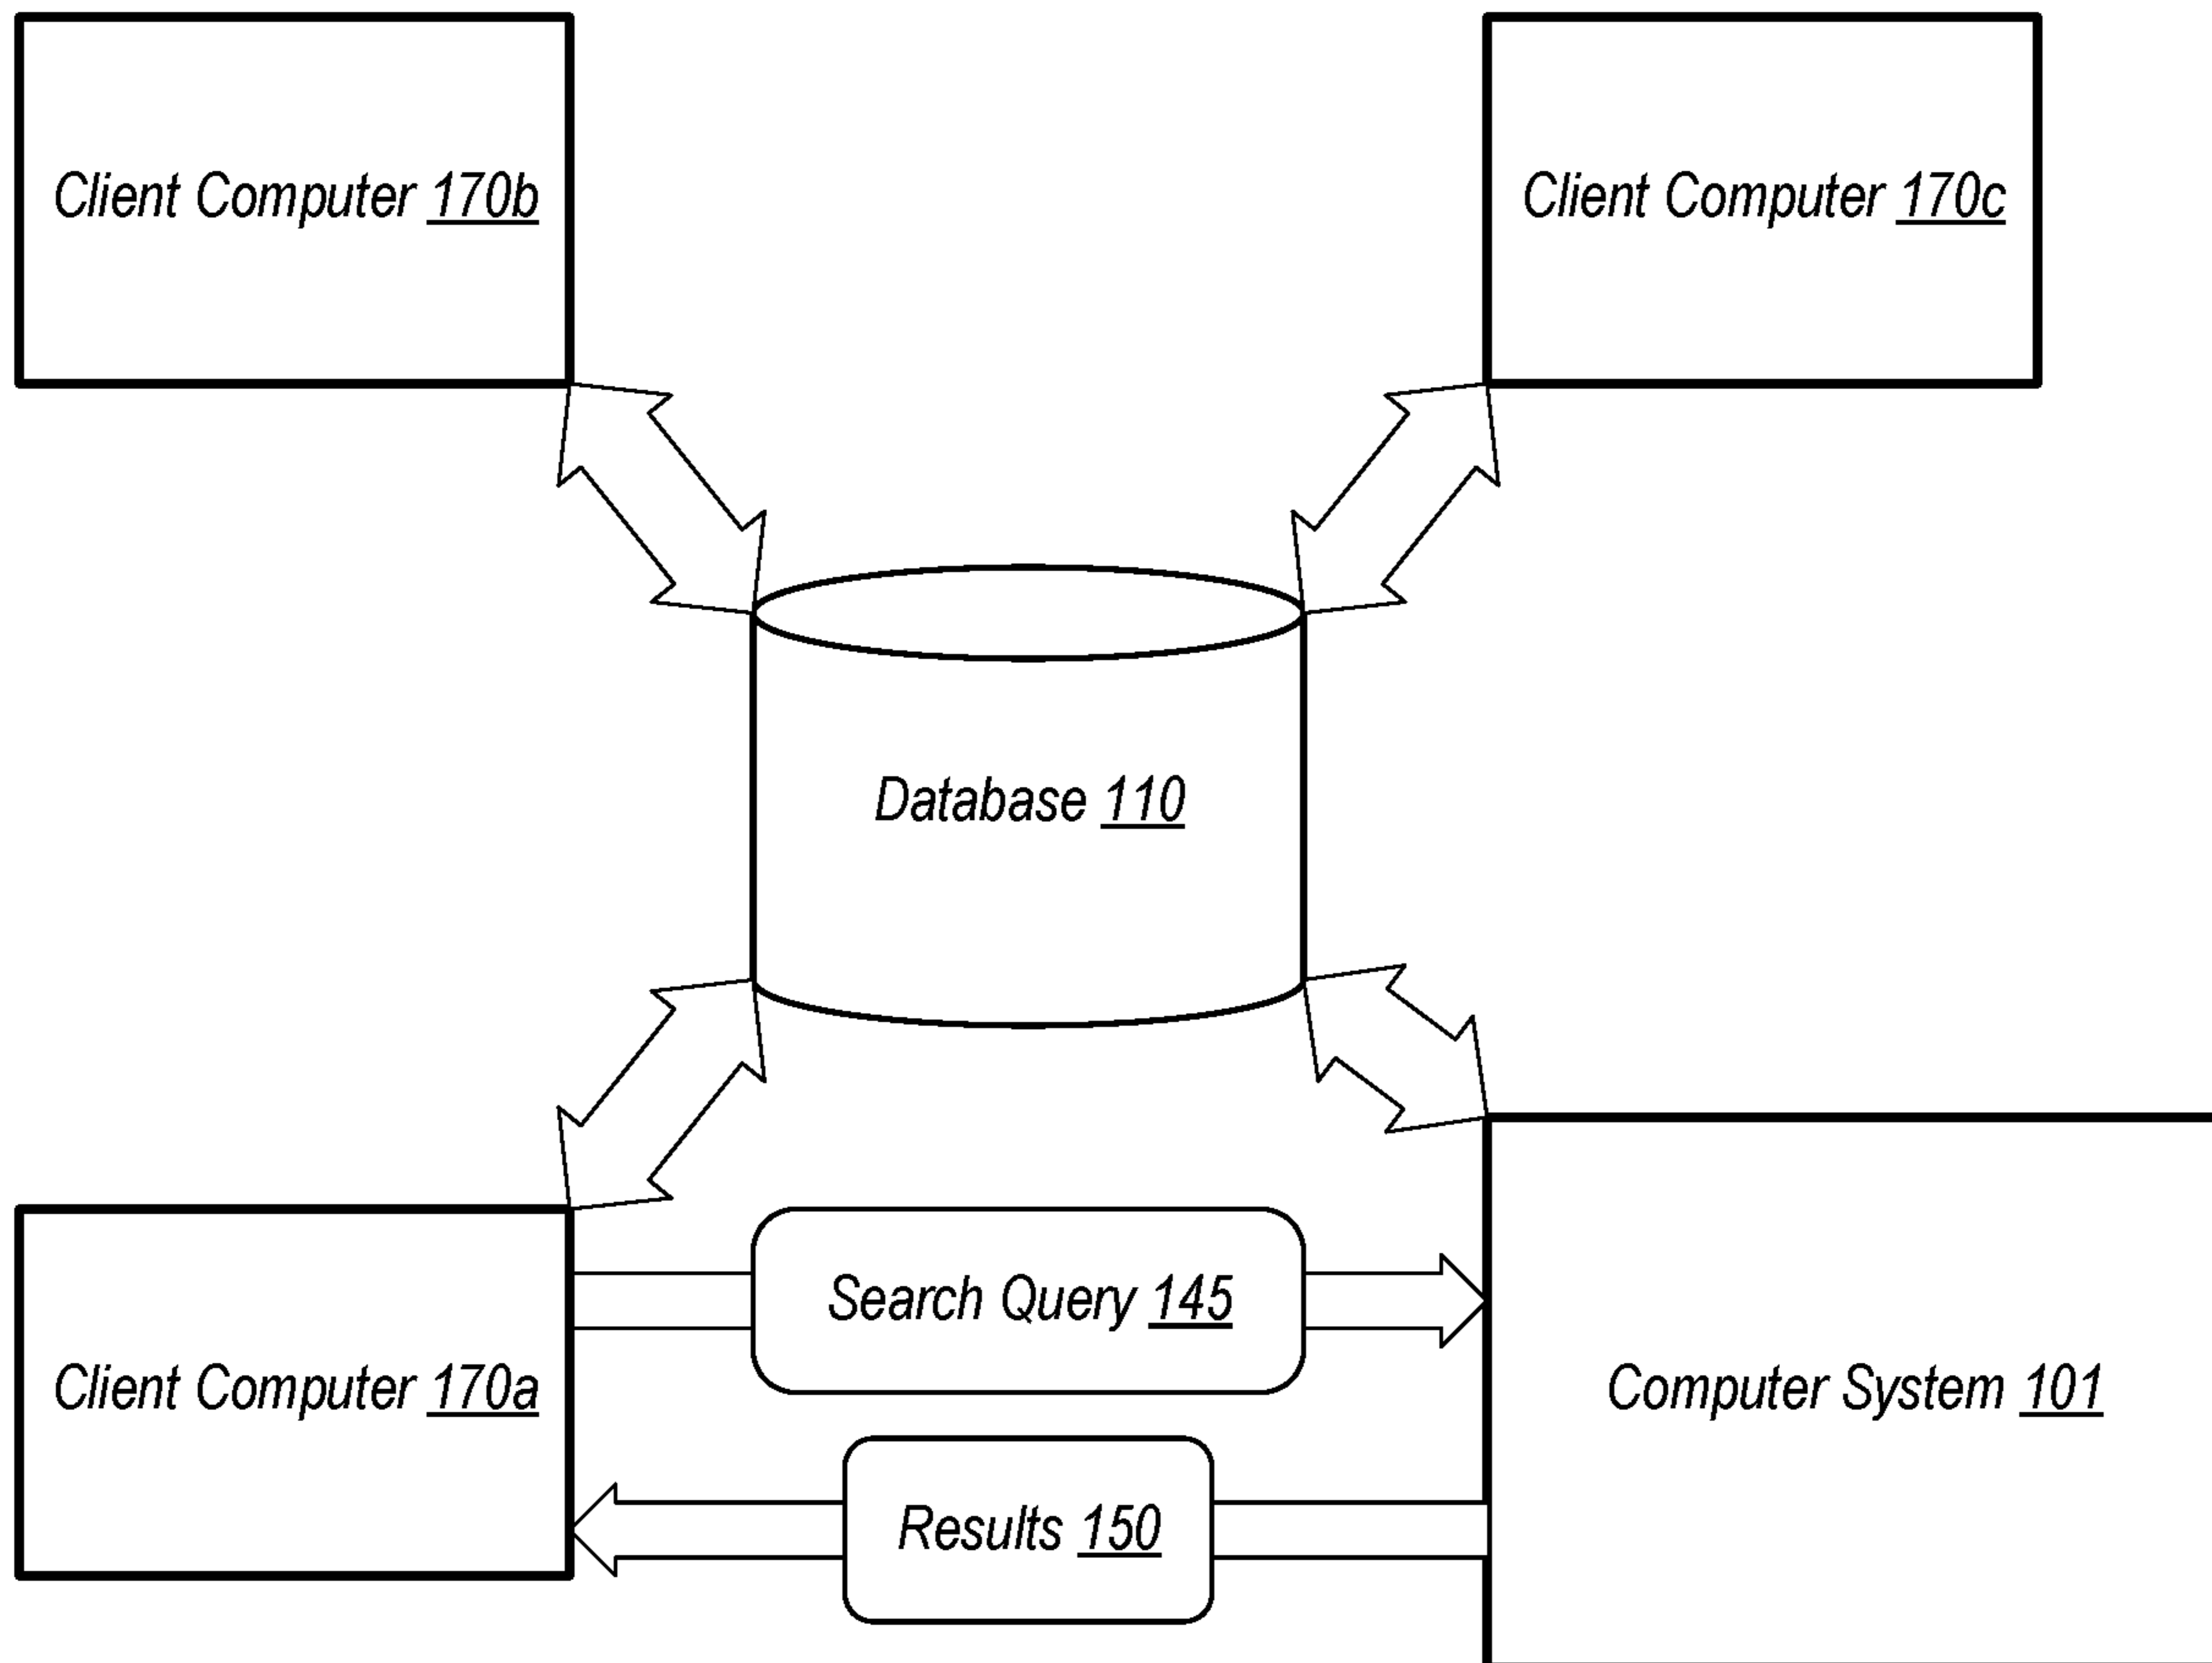 Client Computer 170b
Client Computer 170c
Database 110
Search Query 145
Client Computer 170a
Computer System 101
Results 150